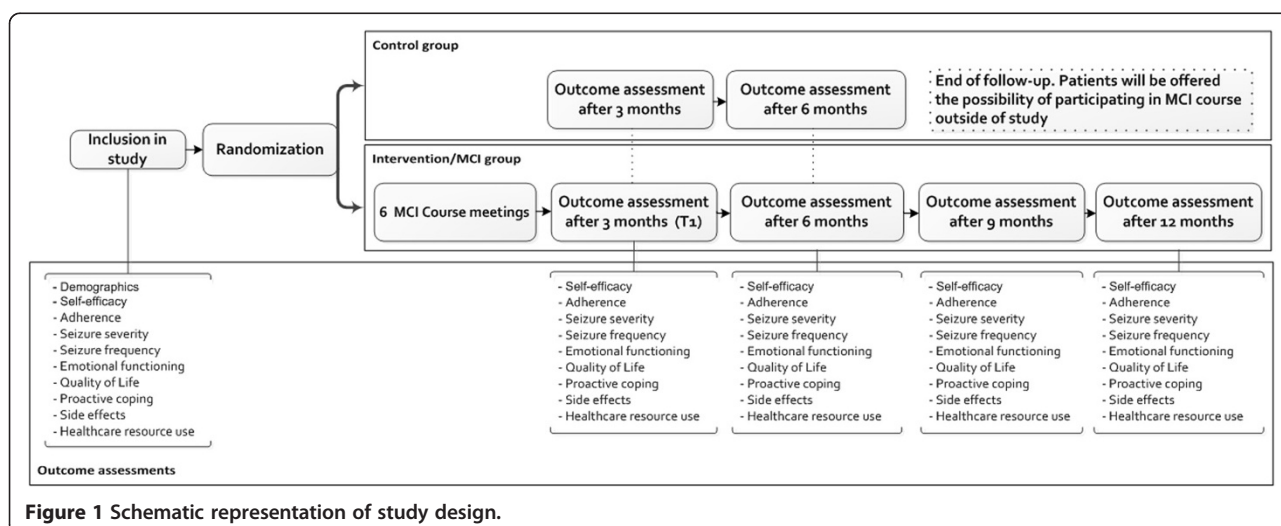 Control group
Outcome assessment
after 3 months
Outcome assessment
after 6 months
End of follow-up. Patients will be offered
the possibility of participating in MCI course
outside of study
Inclusion in
study
Randomization
Intervention/MCI group
6 MCI Course meetings
Outcome assessment
after 3 months (T1)
Outcome assessment
after 6 months
Outcome assessment
after 9 months
Outcome assessment
after 12 months
- Demographics
- Self-efficacy
- Adherence
- Seizure severity
- Seizure frequency
- Emotional functioning
- Quality of Life
- Proactive coping
- Side effects
- Healthcare resource use
- Self-efficacy
- Adherence
- Seizure severity
- Seizure frequency
- Emotional functioning
- Quality of Life
- Proactive coping
- Side effects
- Healthcare resource use
- Self-efficacy
- Adherence
- Seizure severity
- Seizure frequency
- Emotional functioning
- Quality of Life
- Proactive coping
- Side effects
- Healthcare resource use
- Self-efficacy
- Adherence
- Seizure severity
- Seizure frequency
- Emotional functioning
- Quality of Life
- Proactive coping
- Side effects
- Healthcare resource use
- Self-efficacy
- Adherence
- Seizure severity
- Seizure frequency
- Emotional functioning
- Quality of Life
- Proactive coping
- Side effects
- Healthcare resource use
Outcome assessments
Figure 1 Schematic representation of study design.